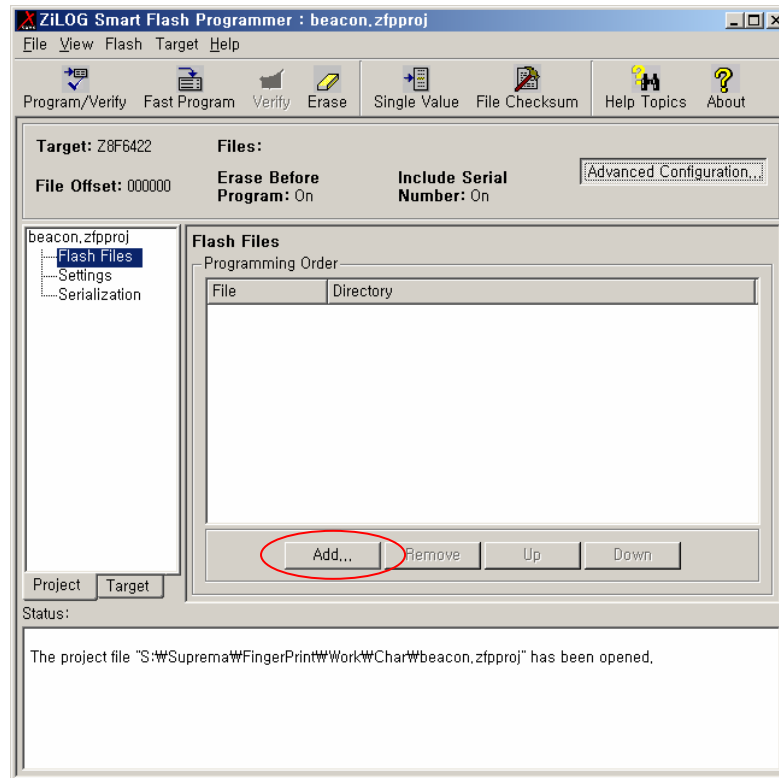 ZiLOG Smart Flash Programmer : beacon,zfpproj
File View Flash Target Help
Program/Verify Fast Program Verify Erase Single Value File Checksum Help Topics About
Target: Z8F6422 Files:
File Offset: 000000 Erase Before Program: On Include Serial Number: On Advanced Configuration,,,
beacon,zfpproj
Flash Files
Settings
Serialization
Flash Files
Programming Order
File Directory
Add,,, Remove Up Down
Project Target
Status:
The project file "S:₩Suprema₩FingerPrint₩Work₩Char₩beacon,zfpproj" has been opened,